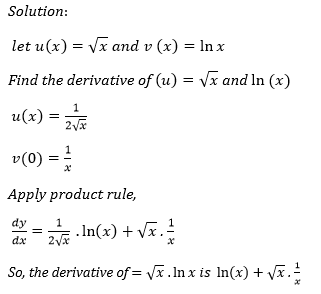 Solution:
let u(x) = √x and v (x) = ln x
Find the derivative of (u) = √x and ln (x)
u(x) = 1/(2√x)
v(0) = 1/x
Apply product rule,
dy/dx = 1/(2√x) . ln(x) + √x . 1/x
So, the derivative of = √x . ln x is ln(x) + √x . 1/x